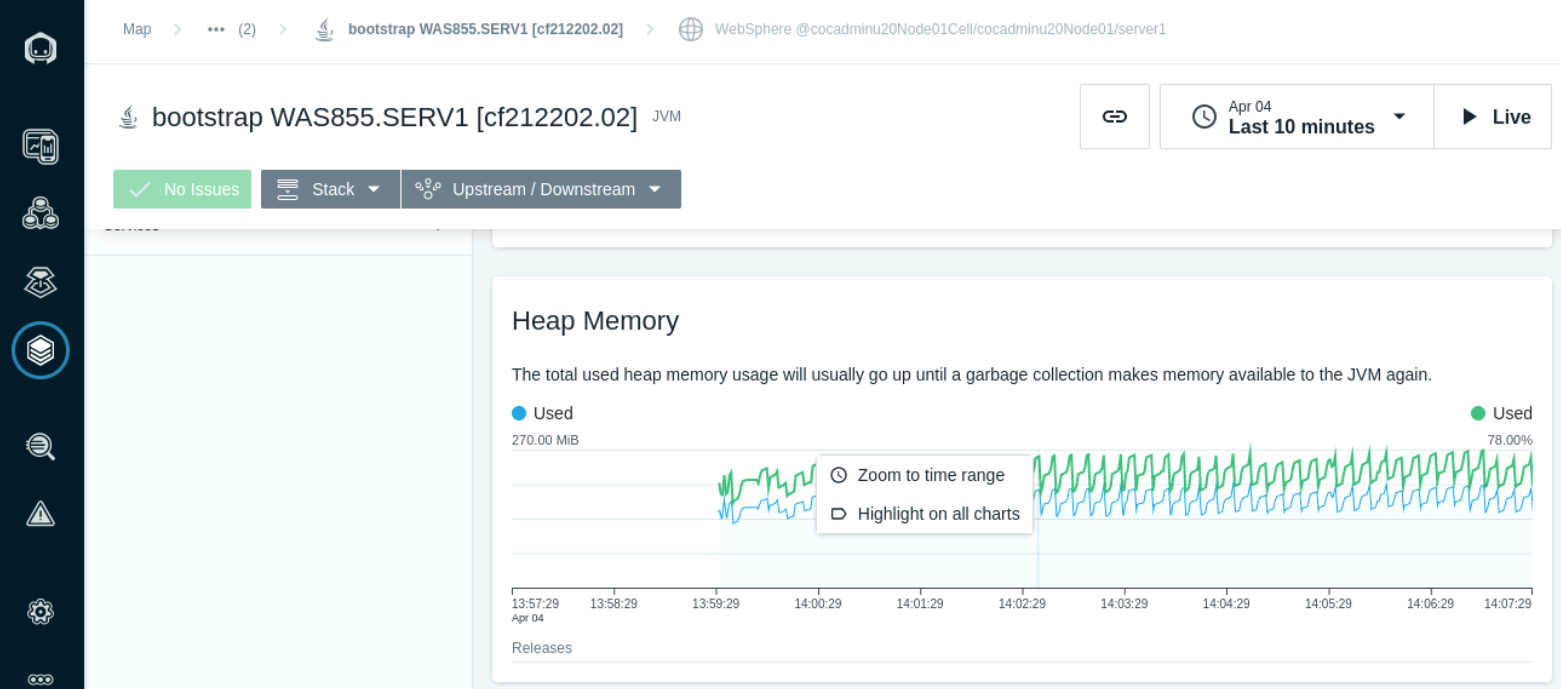 Map ••• (2) bootstrap WAS855.SERV1 [cf212202.02] WebSphere @cocadminu20Node01Cell/cocadminu20Node01/server1
bootstrap WAS855.SERV1 [cf212202.02] JVM
Apr 04
Last 10 minutes
Live
No Issues Stack Upstream / Downstream
Heap Memory
The total used heap memory usage will usually go up until a garbage collection makes memory available to the JVM again.
Used Used
270.00 MiB 78.00%
Zoom to time range
Highlight on all charts
13:57:29 13:58:29 13:59:29 14:00:29 14:01:29 14:02:29 14:03:29 14:04:29 14:05:29 14:06:29 14:07:29
Apr 04
Releases